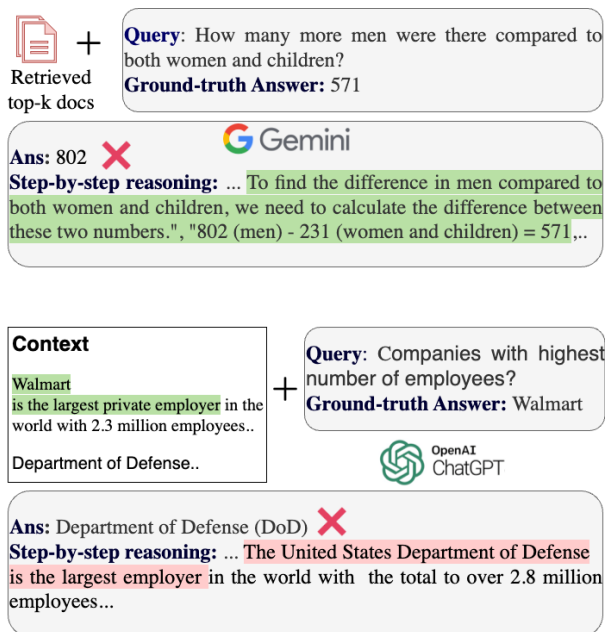 Query: How many more men were there compared to
both women and children?
Ground-truth Answer: 571
Retrieved
top-k docs
Google Gemini
Ans: 802
Step-by-step reasoning: ... To find the difference in men compared to
both women and children, we need to calculate the difference between
these two numbers.", "802 (men) - 231 (women and children) = 571,..
Context
Walmart
is the largest private employer in the
world with 2.3 million employees..
Department of Defense..
Query: Companies with highest
number of employees?
Ground-truth Answer: Walmart
OpenAI
ChatGPT
Ans: Department of Defense (DoD)
Step-by-step reasoning: ... The United States Department of Defense
is the largest employer in the world with the total to over 2.8 million
employees...